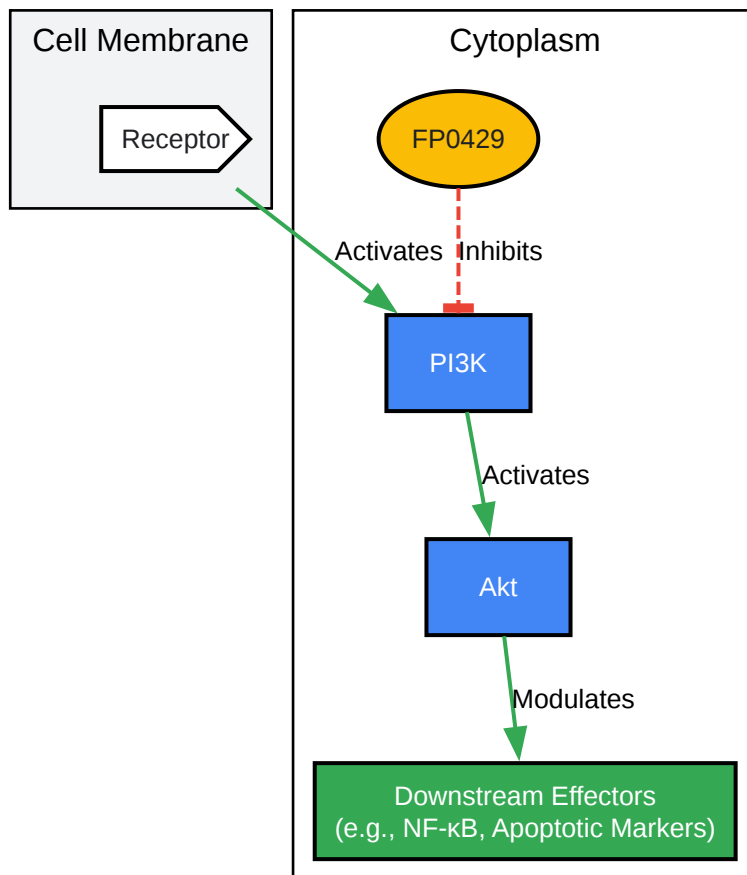 Cell Membrane
Cytoplasm
Receptor
FP0429
Activates
Inhibits
PI3K
Activates
Akt
Modulates
Downstream Effectors
(e.g., NF-κB, Apoptotic Markers)